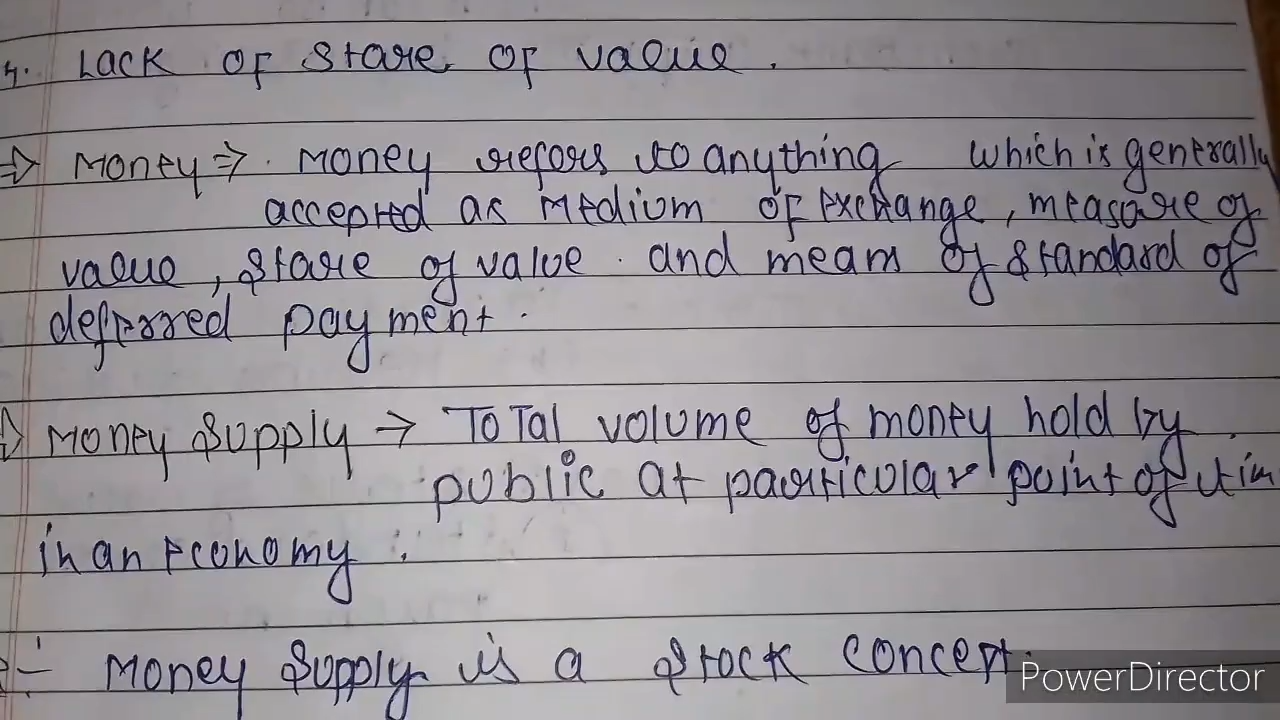 4. Lack of store of value.
⇒ Money ⇒ Money refers to anything which is generally
accepted as medium of exchange, measure of
value, store of value and means of standard of
deferred payment.
Money Supply → Total volume of money hold by
public at particular point of tim
in an economy.
:- Money Supply is a stock concept.
PowerDirector